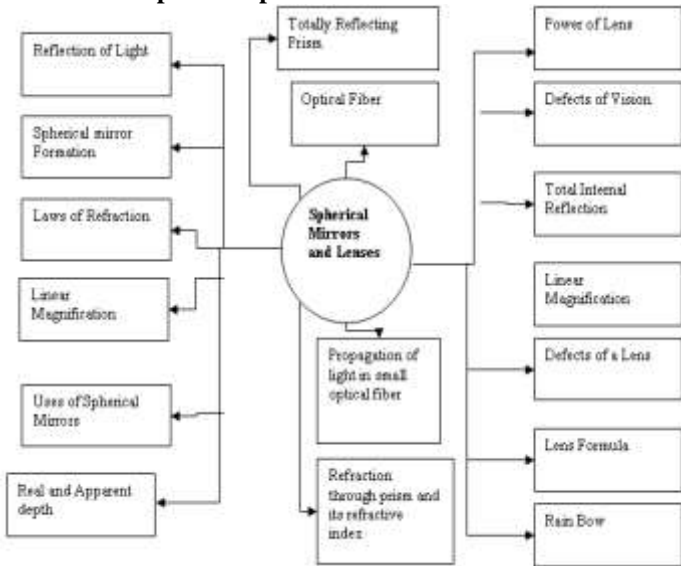 Reflection of Light
Spherical mirror
Formation
Laws of Refraction
Linear
Magnification
Uses of Spherical
Mirrors
Real and Apparent
depth
Totally Reflecting
Prism
Optical Fiber
Spherical
Mirrors
and Lenses
Propagation of
light in small
optical fiber
Refraction
through prism and
its refractive
index
Power of Lens
Defects of Vision
Total Internal
Reflection
Linear
Magnification
Defects of a Lens
Lens Formula
Rain Bow